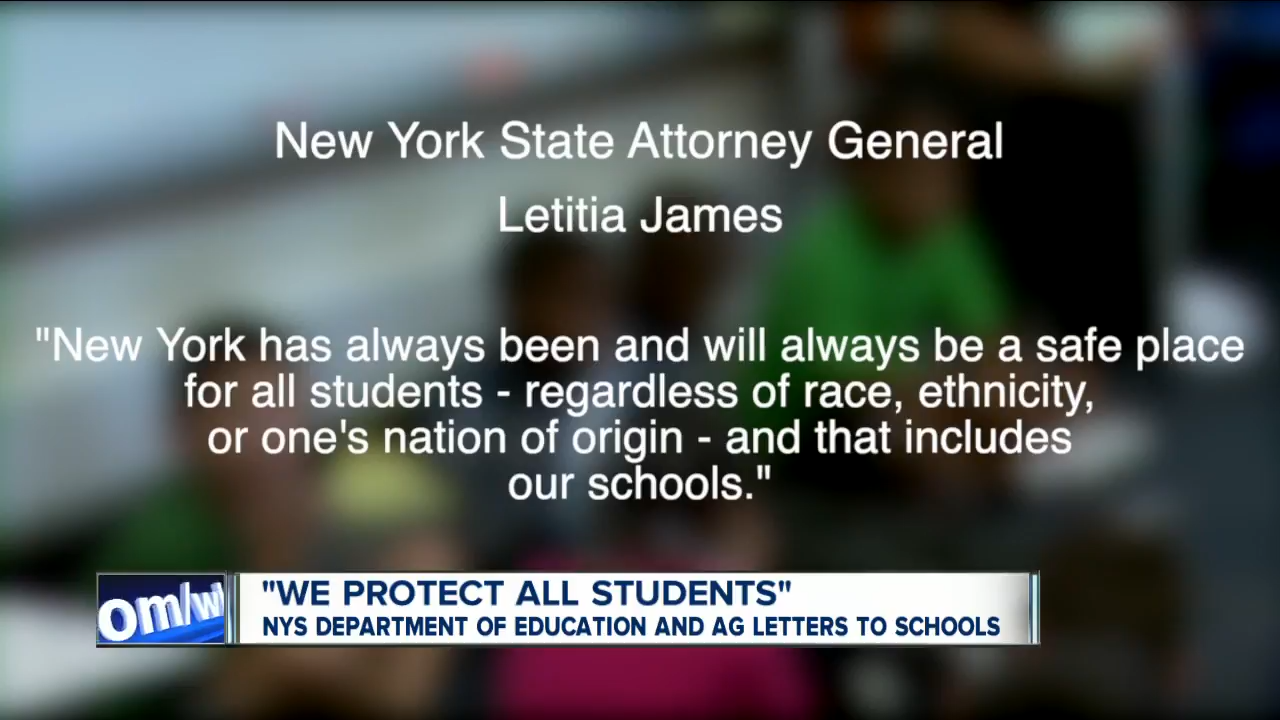 New York State Attorney General
Letitia James
"New York has always been and will always be a safe place
for all students - regardless of race, ethnicity,
or one's nation of origin - and that includes
our schools."
"WE PROTECT ALL STUDENTS"
NYS DEPARTMENT OF EDUCATION AND AG LETTERS TO SCHOOLS